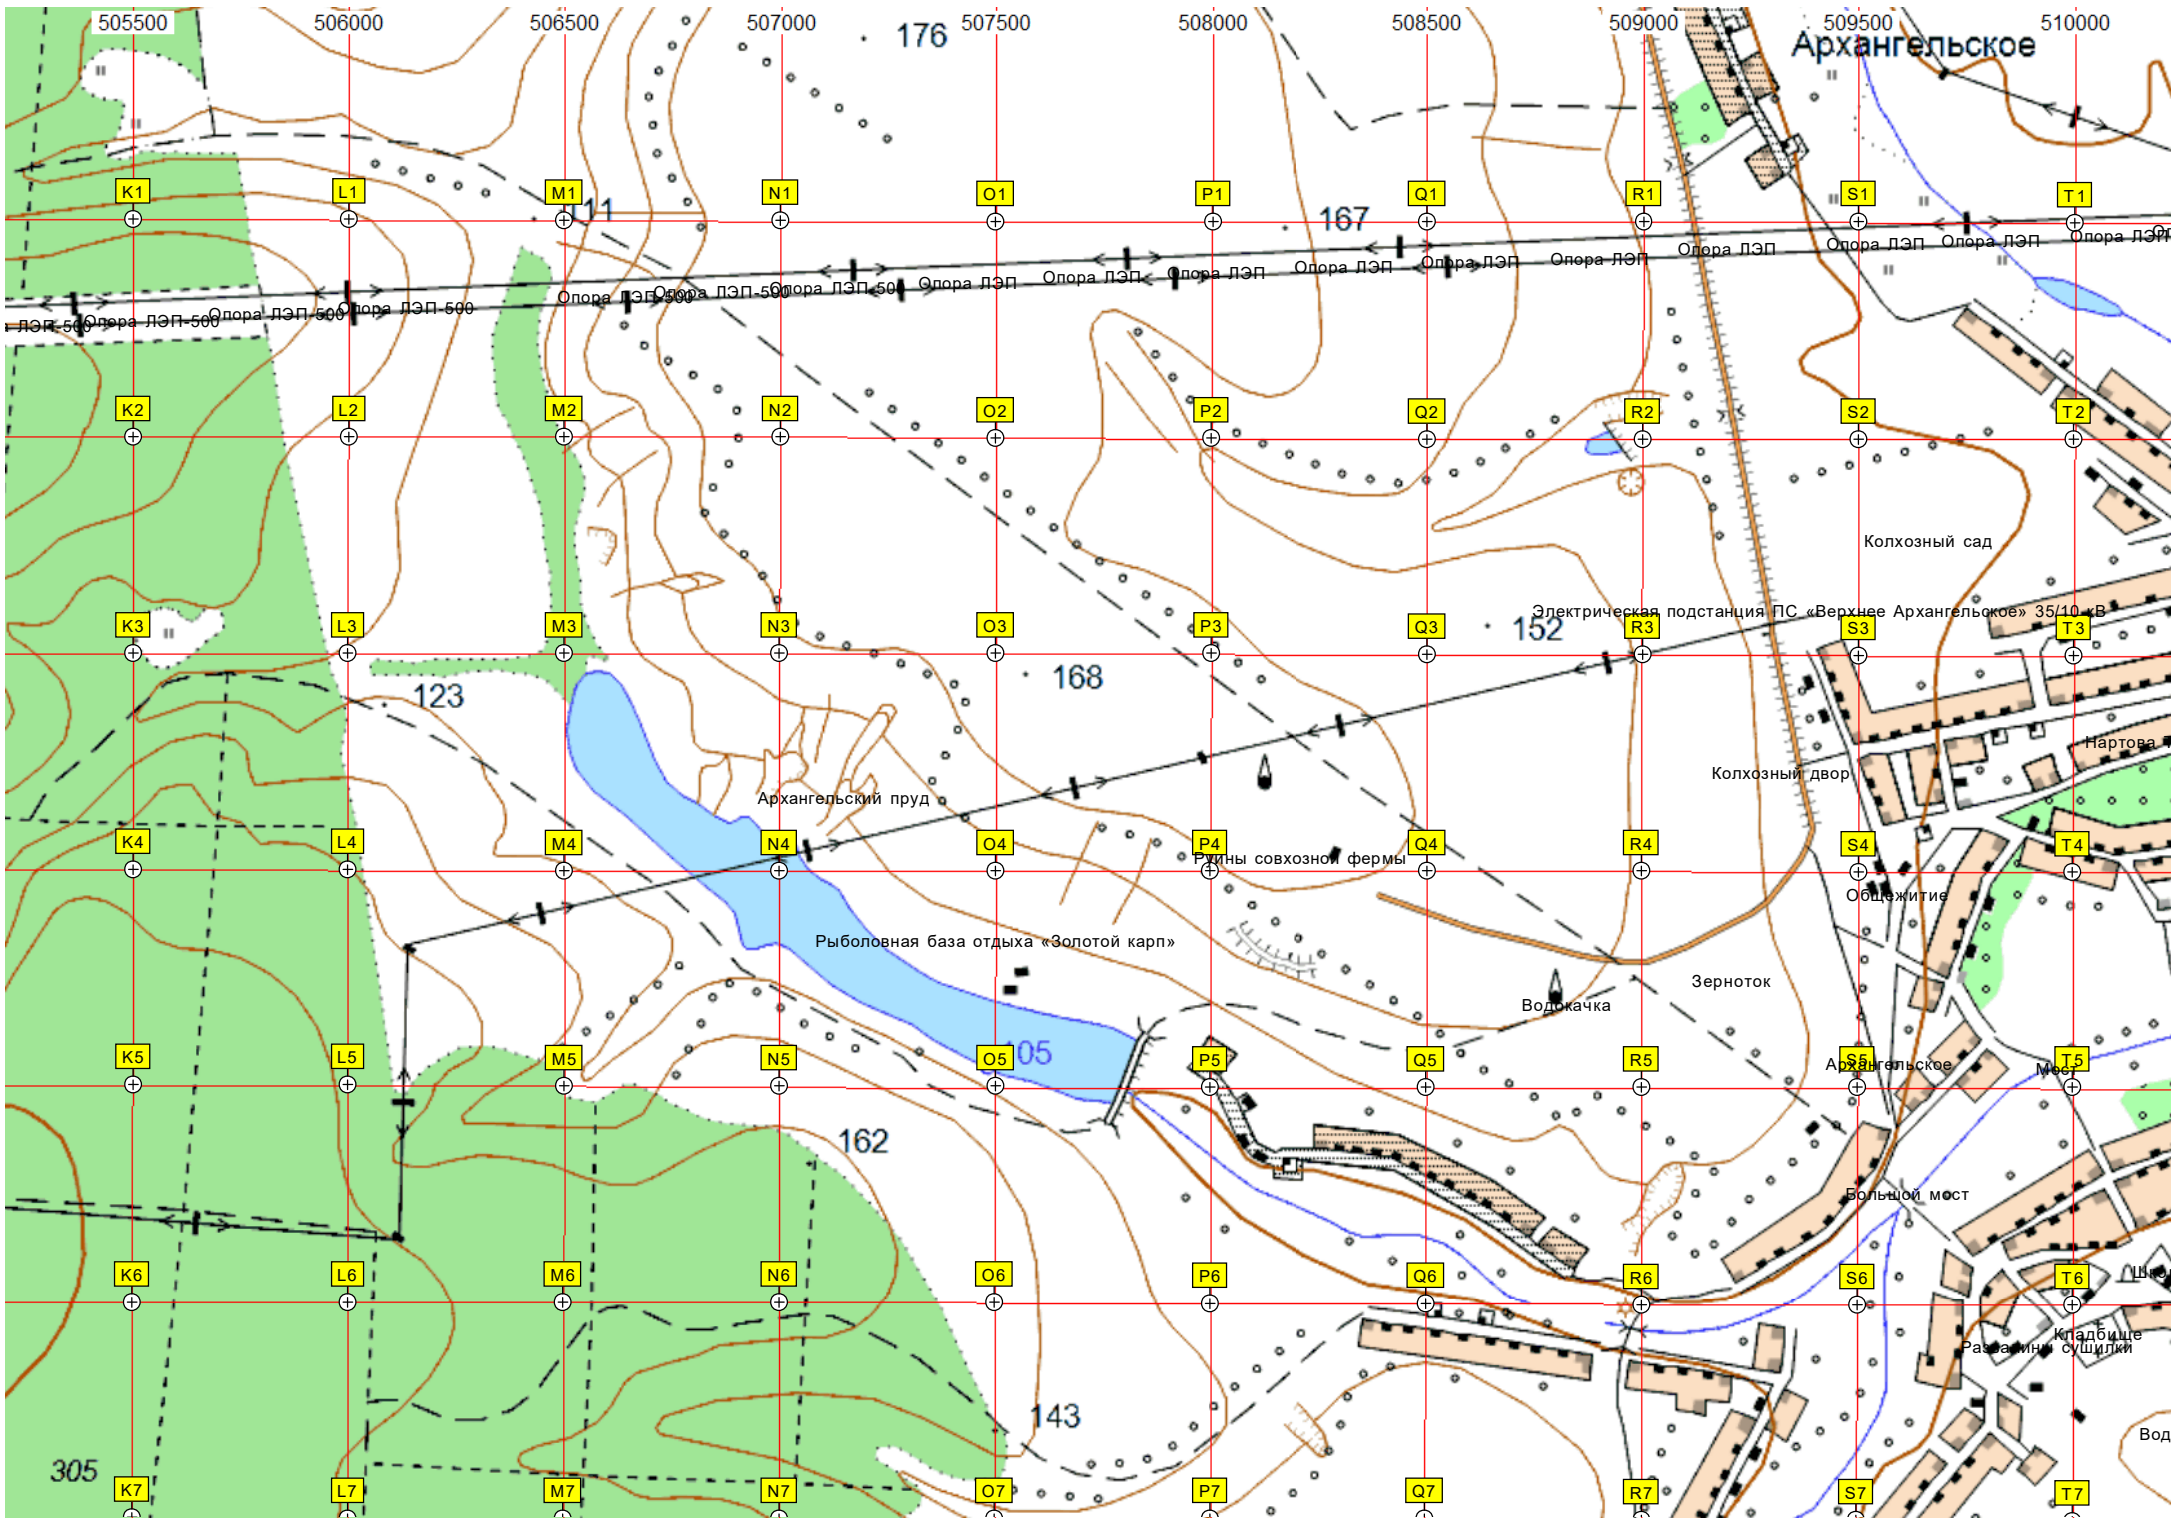 505500 506000 506500 507000 507500 508000 508500 509000 509500 510000
176
Архангельское
K1 L1 M1 N1 O1 P1 Q1 R1 S1 T1
167
Опора ЛЭП Опора ЛЭП Опора ЛЭП Опора ЛЭП Опора ЛЭП Опора ЛЭП Опора ЛЭП Опора ЛЭП Опора ЛЭП Опора ЛЭП
Опора ЛЭП-500 Опора ЛЭП-500 Опора ЛЭП-500 Опора ЛЭП-500 Опора ЛЭП-500 Опора ЛЭП-500
K2 L2 M2 N2 O2 P2 Q2 R2 S2 T2
Колхозный сад
Электрическая подстанция ПС «Верхнее Архангельское» 35/10 кВ
K3 L3 M3 N3 O3 P3 Q3 R3 S3 T3
152
168
123
Нартова
Колхозный двор
Архангельский пруд
K4 L4 M4 N4 O4 P4 Q4 R4 S4 T4
Руины совхозной фермы
Общежитие
Рыболовная база отдыха «Золотой карп»
Зерноток
Водокачка
105
K5 L5 M5 N5 O5 P5 Q5 R5 S5 T5
Архангельское
Мост
162
Большой мост
K6 L6 M6 N6 O6 P6 Q6 R6 S6 T6
Кладбище
Развалины сушилки
143
305
K7 L7 M7 N7 O7 P7 Q7 R7 S7 T7